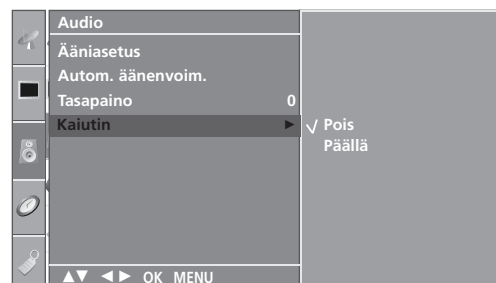 Audio
Ääniasetus
Autom. äänenvoim.
Tasapaino 0
Kaiutin ► √ Pois
Päällä
▲▼ ◄► OK MENU